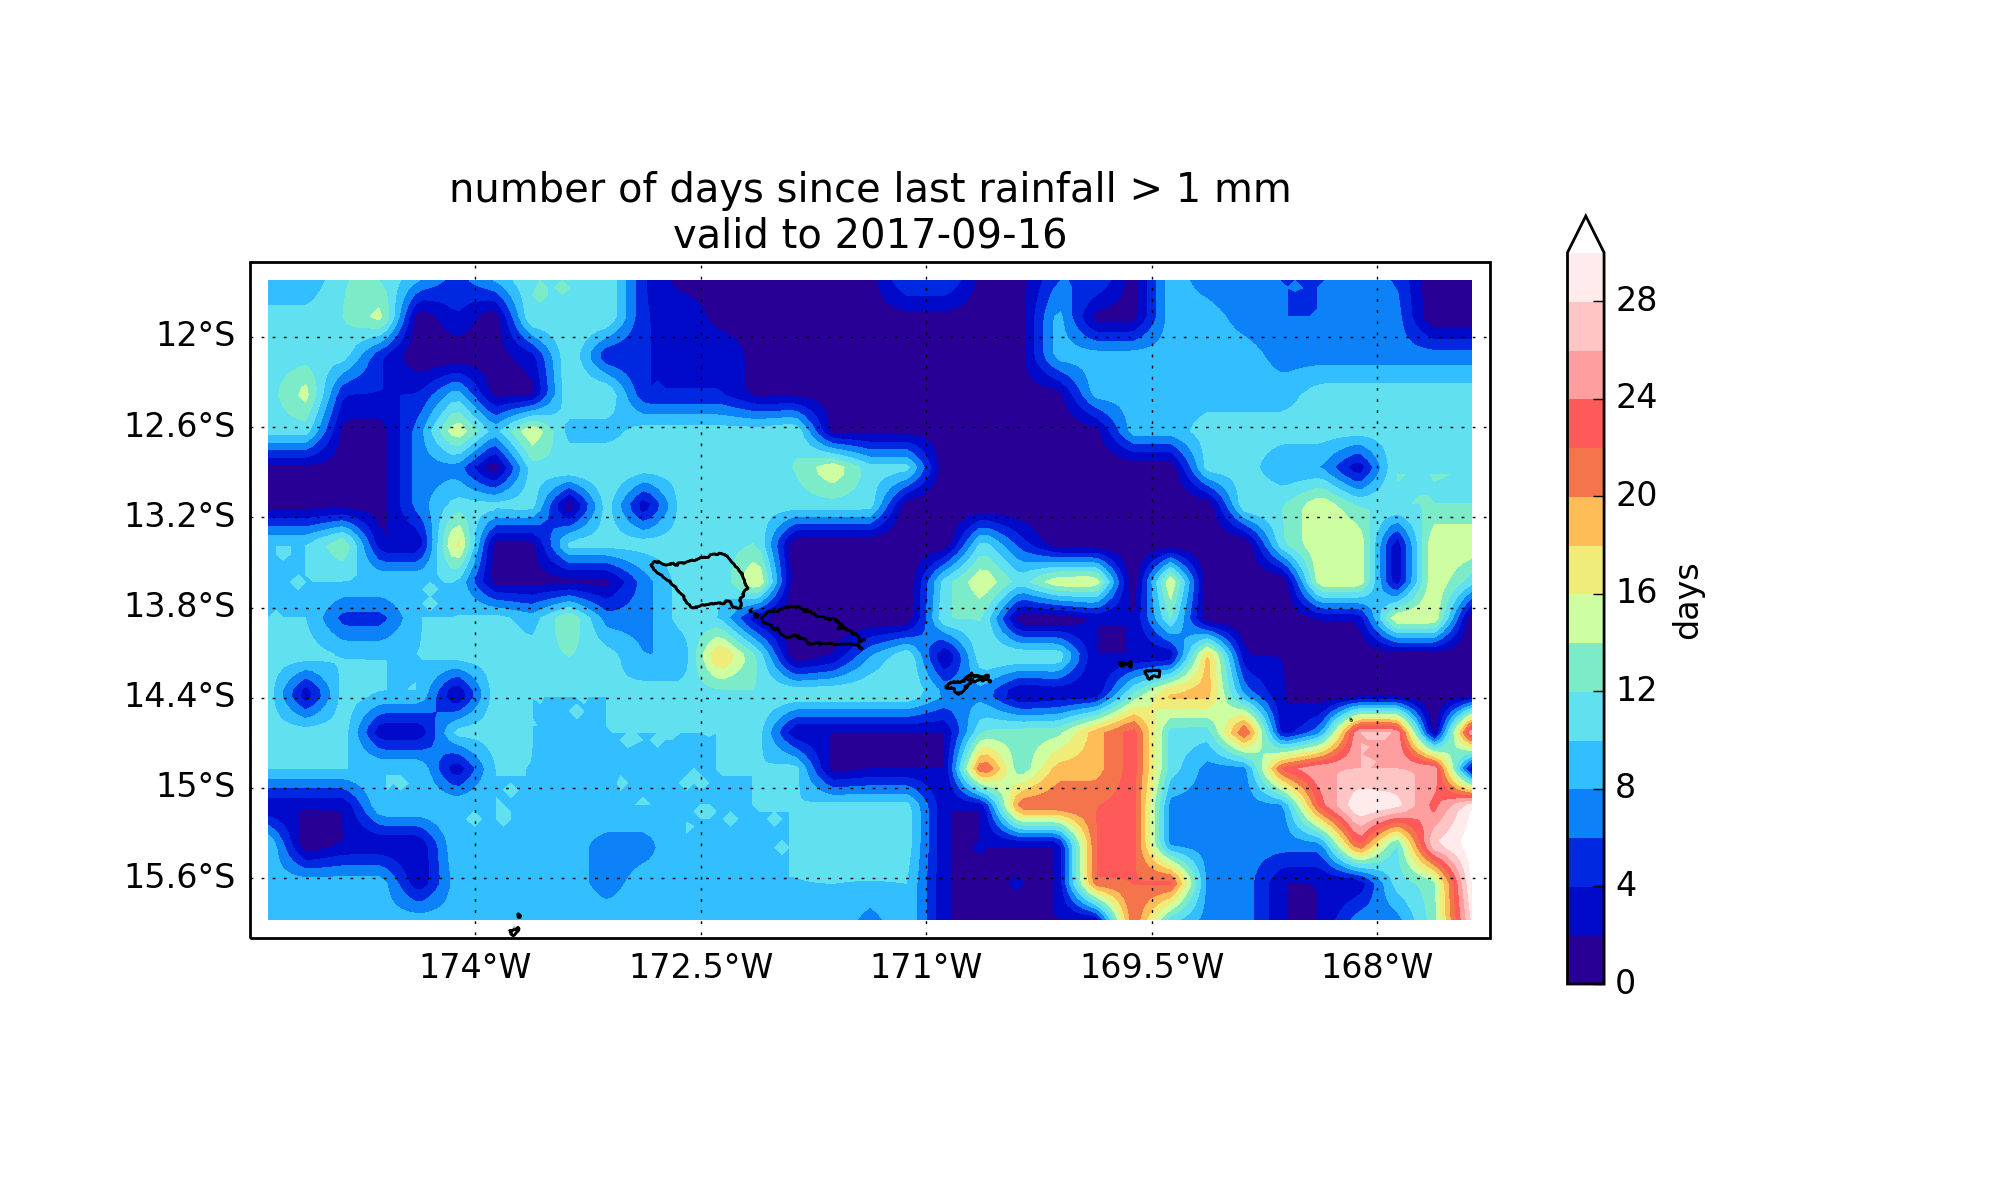 number of days since last rainfall > 1 mm
valid to 2017-09-16
12°S
12.6°S
13.2°S
13.8°S
14.4°S
15°S
15.6°S
174°W
172.5°W
171°W
169.5°W
168°W
28
24
20
16
12
8
4
0
days